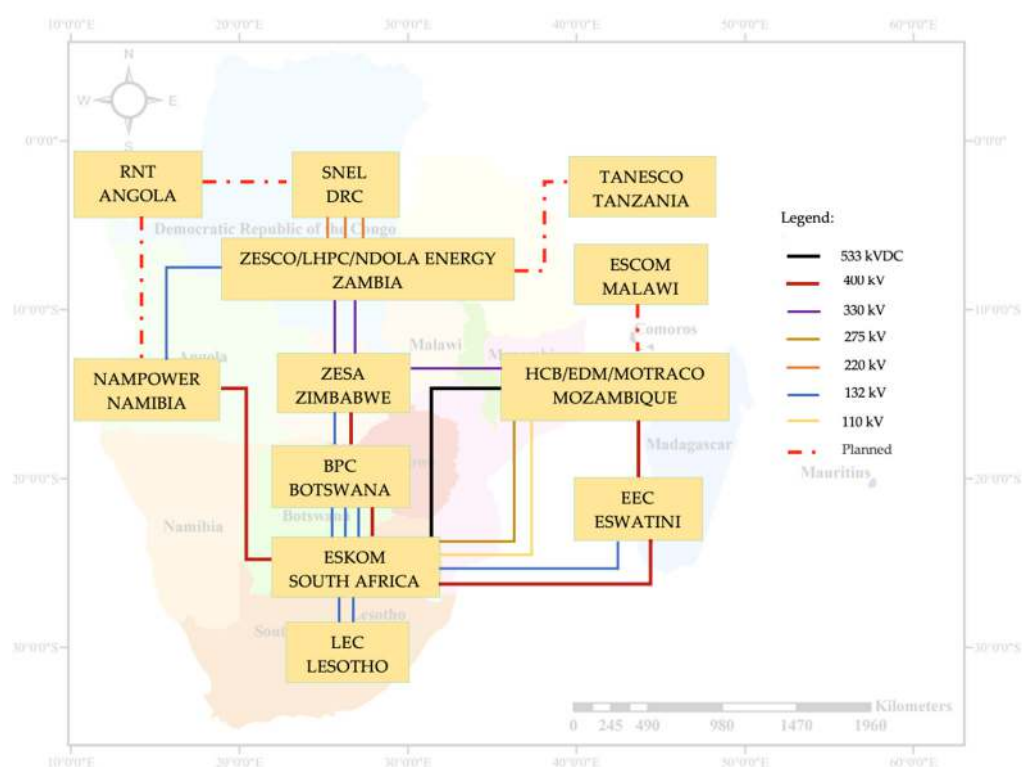 10°0'0"E 20°0'0"E 30°0'0"E 40°0'0"E 50°0'0"E 60°0'0"E
N
W E
S
0°0'0" 0°0'0"
RNT
ANGOLA
SNEL
DRC
TANESCO
TANZANIA
Legend:
533 kVDC
400 kV
330 kV
275 kV
220 kV
132 kV
110 kV
Planned
Democratic Republic of the Congo
ZESCO/LHPC/NDOLA ENERGY
ZAMBIA
ESCOM
MALAWI
10°0'0"S 10°0'0"S
Comoros
Angola
Malawi
NAMPOWER
NAMIBIA
ZESA
ZIMBABWE
HCB/EDM/MOTRACO
MOZAMBIQUE
Madagascar
Mauritius
BPC
BOTSWANA
20°0'0"S 20°0'0"S
EEC
ESWATINI
Namibia
Botswana
ESKOM
SOUTH AFRICA
Lesotho
LEC
LESOTHO
30°0'0"S 30°0'0"S
Kilometers
0 245 490 980 1470 1960
10°0'0"E 20°0'0"E 30°0'0"E 40°0'0"E 50°0'0"E 60°0'0"E